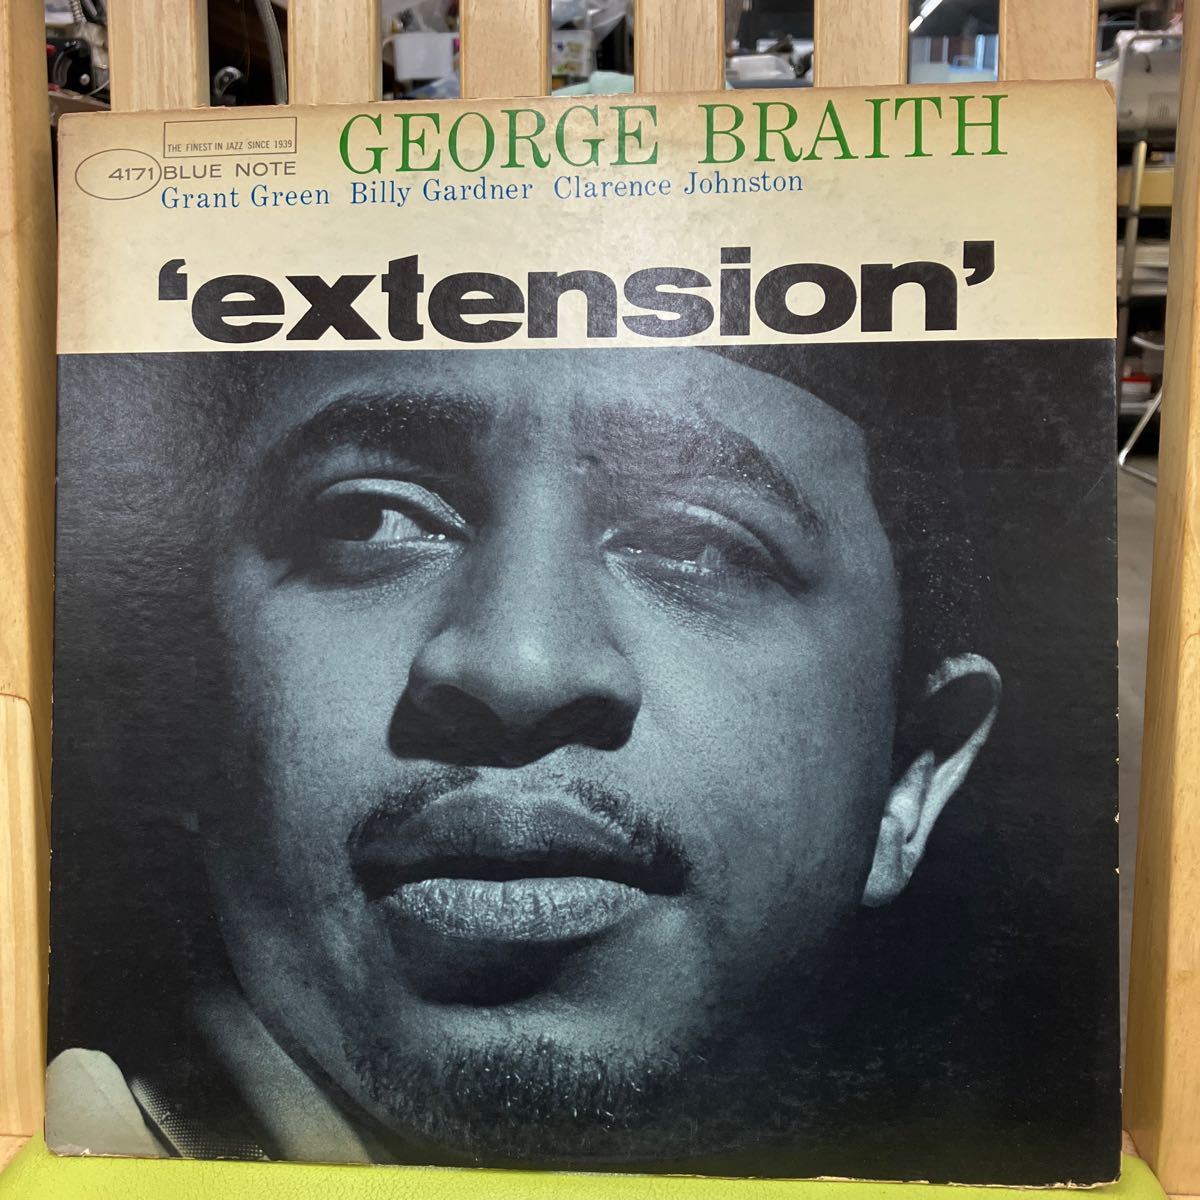 THE FINEST IN JAZZ SINCE 1939
GEORGE BRAITH
4171 BLUE NOTE
Grant Green Billy Gardner Clarence Johnston
‘extension’